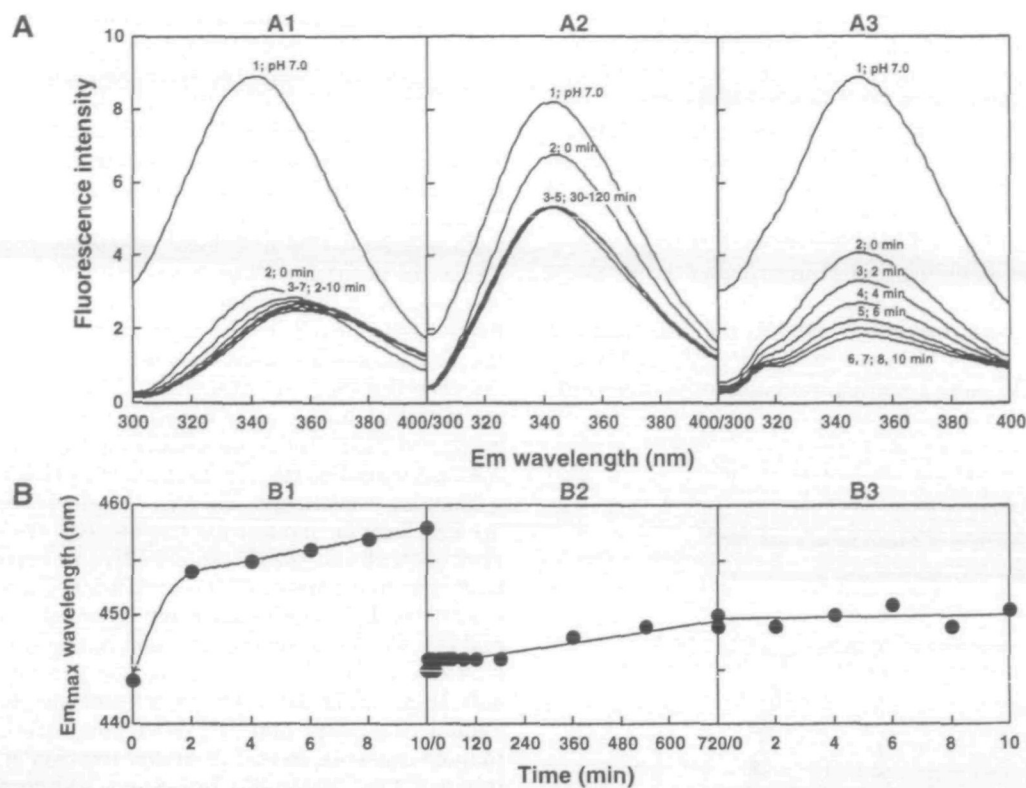 A
A1
A2
A3
Fluorescence intensity
10
8
6
4
2
0
1; pH 7.0
2; 0 min
3-7; 2-10 min
1; pH 7.0
2; 0 min
3-5; 30-120 min
1; pH 7.0
2; 0 min
3; 2 min
4; 4 min
5; 6 min
6, 7; 8, 10 min
300 320 340 360 380 400/300 320 340 360 380 400/300 320 340 360 380 400
Em wavelength (nm)
B
B1
B2
B3
Emmax wavelength (nm)
460
450
440
0 2 4 6 8 10/0 120 240 360 480 600 720/0 2 4 6 8 10
Time (min)